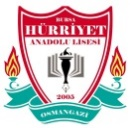 BURSA
HÜRRİYET
ANADOLU LİSESİ
2005
OSMANGAZİ